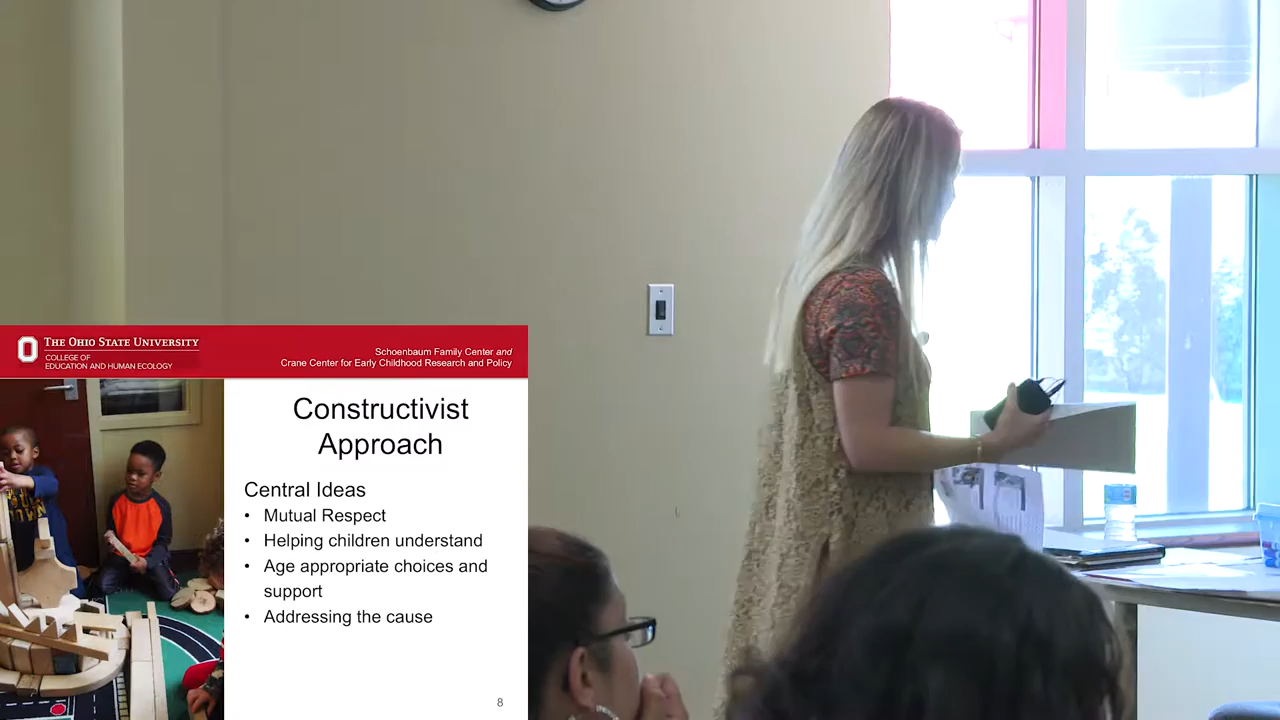 THE OHIO STATE UNIVERSITY
COLLEGE OF
EDUCATION AND HUMAN ECOLOGY
Schoenbaum Family Center and
Crane Center for Early Childhood Research and Policy
Constructivist
Approach
Central Ideas
• Mutual Respect
• Helping children understand
• Age appropriate choices and
support
• Addressing the cause
8